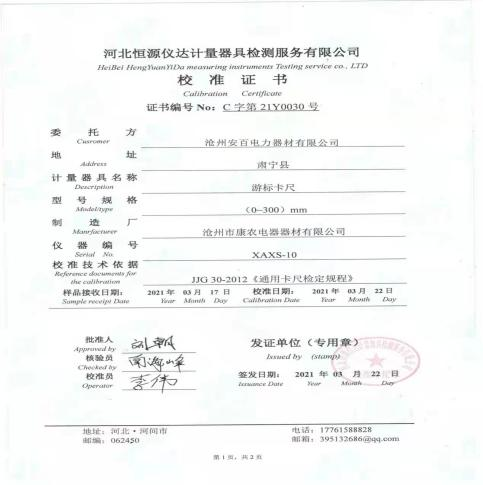 河北恒源仪达计量器具检测服务有限公司
HeiBei HengYuanYiDa measuring instruments Testing service co., LTD
校准证书
Calibration Certificate
证书编号 No: C 字第 21Y0030 号
委托方 沧州安百电力器材有限公司
Cusromer
地址 肃宁县
Address
计量器具名称 游标卡尺
Description
型号规格 (0–300) mm
Model/type
制造厂 沧州市康农电器器材有限公司
Manrfacturer
仪器编号 XAXS-10
Serial No.
校准技术依据
Reference documents for
the calibration JJG 30-2012《通用卡尺检定规程》
样品接收日期: 2021 年 03 月 17 日 校准日期: 2021 年 03 月 22 日
Sample receipt Date Year Month Day Calibration Date Year Month Day
批准人
Approved by
核验员
Checked by
校准员 李伟
Operator
发证单位(专用章)
Issued by (stamp)
签发日期: 2021 年 03 月 22 日
Issuance Date Year Month Day
地址: 河北·河间市 电话: 17761588828
邮编: 062450 邮箱: 395132686@qq.com
第 1 页, 共 2 页